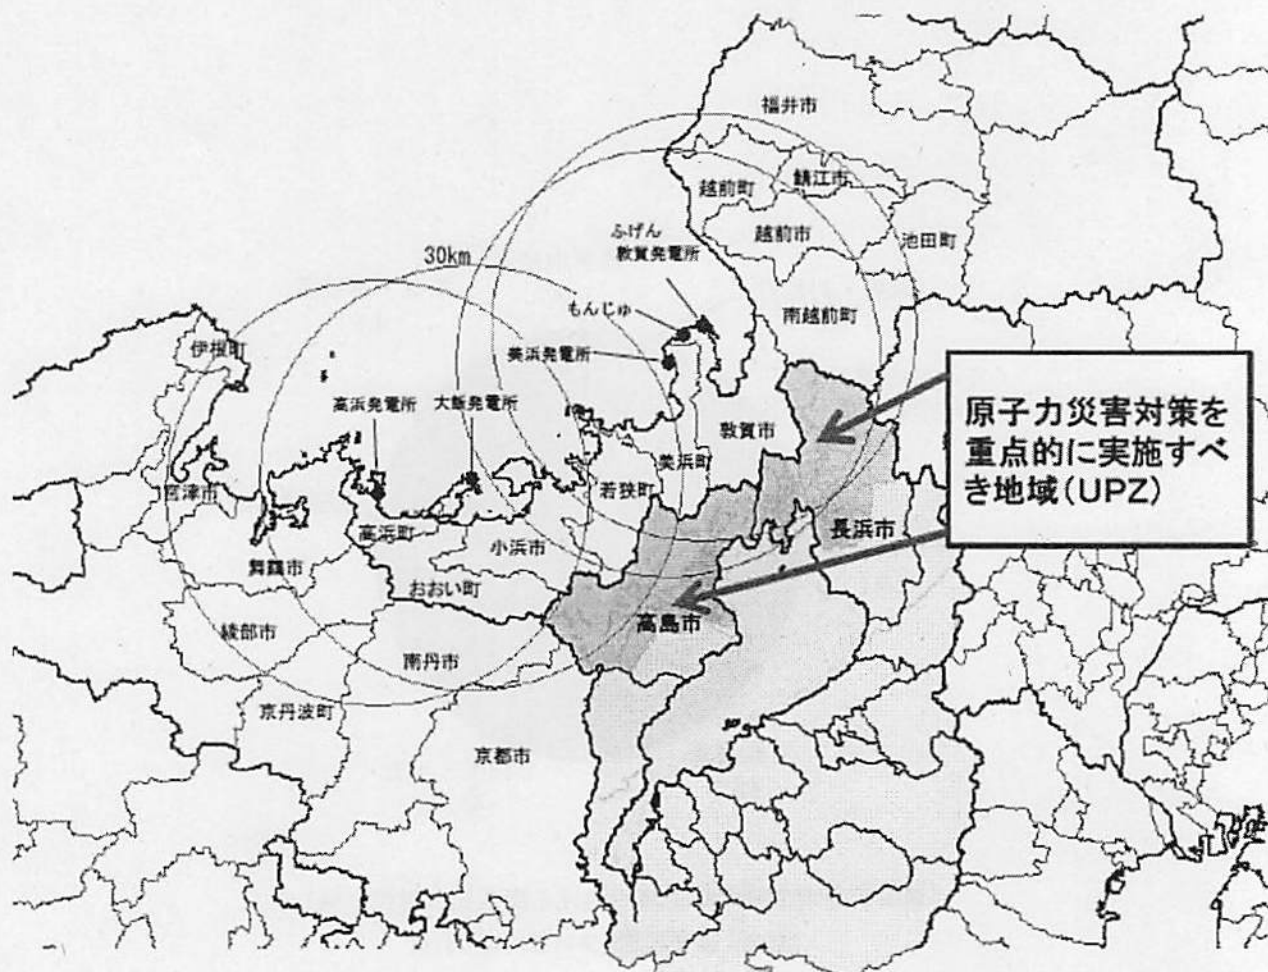 福井市
越前町
鯖江市
ふげん
敦賀発電所
越前市
池田町
30km
もんじゅ
南越前町
伊根町
美浜発電所
高浜発電所
大飯発電所
敦賀市
原子力災害対策を
重点的に実施すべ
き地域(UPZ)
美浜町
若狭町
宮津市
長浜市
高浜町
小浜市
舞鶴市
おおい町
高島市
綾部市
南丹市
京丹波町
京都市